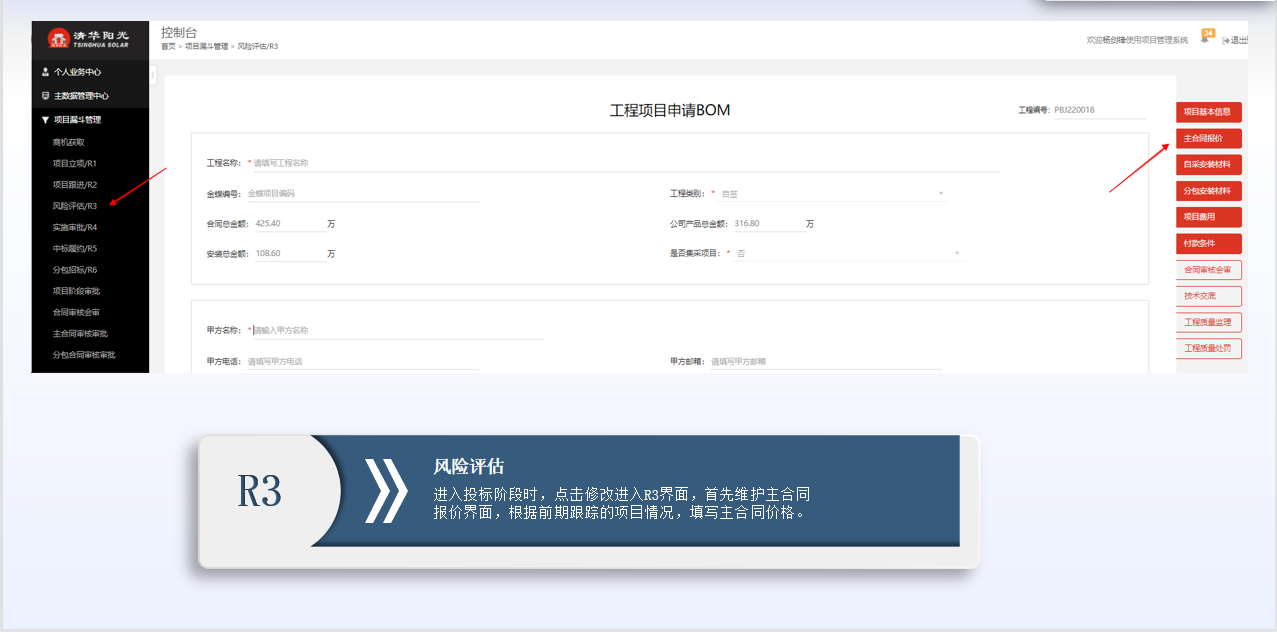 清华阳光
TSINGHUA SOLAR
控制台
首页 > 项目漏斗管理 > 风险评估/R3
欢迎杨剑锋使用项目管理系统
34
退出
个人业务中心
主数据管理中心
项目漏斗管理
商机获取
项目立项/R1
项目跟进/R2
风险评估/R3
实施审批/R4
中标履约/R5
分包招标/R6
项目阶段审批
合同审核会审
主合同审核审批
分包合同审核审批
工程项目申请BOM
工程编号: PBJ220018
工程名称: * 请填写工程名称
金蝶编号: 金蝶项目编码
工程类别: * 自签
合同总金额: 425.40 万
公司产品总金额: 316.80 万
安装总金额: 108.60 万
是否集采项目: * 否
甲方名称: * 请输入甲方名称
甲方电话: 请填写甲方电话
甲方邮箱: 请填写甲方邮箱
项目基本信息
主合同报价
自采安装材料
分包安装材料
项目费用
付款条件
合同审核会审
技术交底
工程质量监理
工程质量处罚
R3
风险评估
进入投标阶段时，点击修改进入R3界面，首先维护主合同
报价界面，根据前期跟踪的项目情况，填写主合同价格。